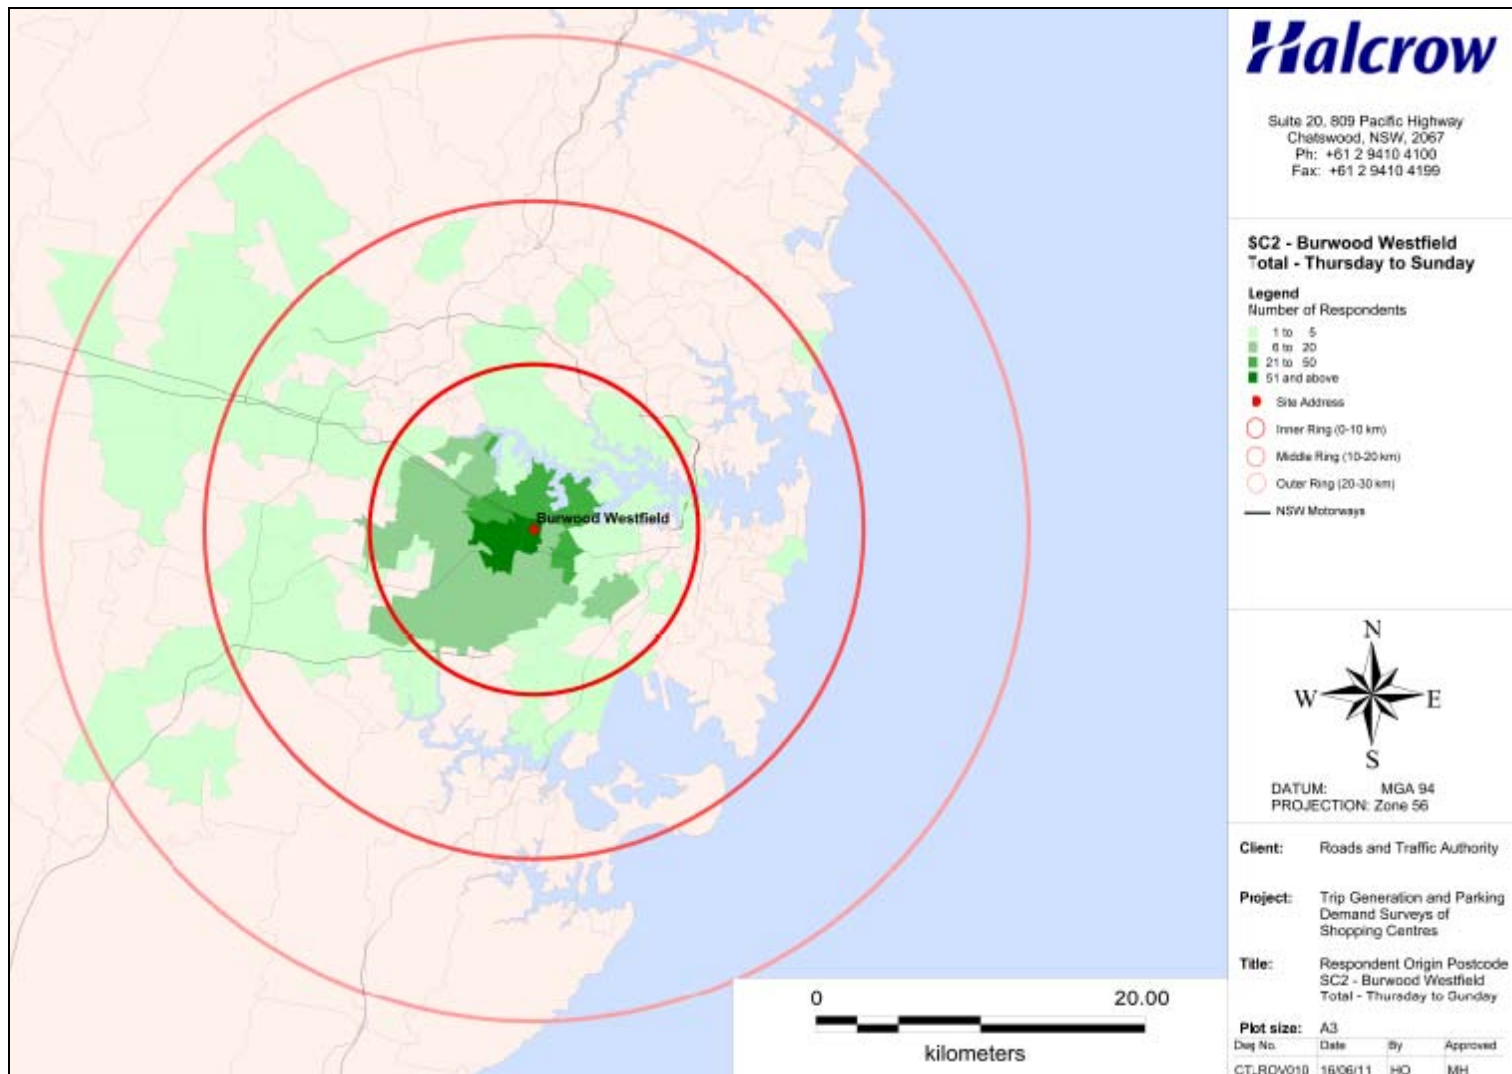 Halcrow
Suite 20, 809 Pacific Highway
Chatswood, NSW, 2067
Ph: +61 2 9410 4100
Fax: +61 2 9410 4199
SC2 - Burwood Westfield
Total - Thursday to Sunday
Legend
Number of Respondents
1 to 5
6 to 20
21 to 50
51 and above
Site Address
Inner Ring (0-10 km)
Middle Ring (10-20 km)
Outer Ring (20-30 km)
NSW Motorways
Burwood Westfield
N
W E
S
DATUM: MGA 94
PROJECTION: Zone 56
Client: Roads and Traffic Authority
Project: Trip Generation and Parking
Demand Surveys of
Shopping Centres
Title: Respondent Origin Postcode
SC2 - Burwood Westfield
Total - Thursday to Sunday
Plot size: A3
Dwg No. Date By Approved
CTLROV010 16/06/11 HO MH
0 20.00
kilometers